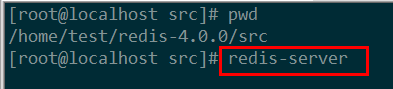 [root@localhost src]# pwd
/home/test/redis-4.0.0/src
[root@localhost src]# redis-server